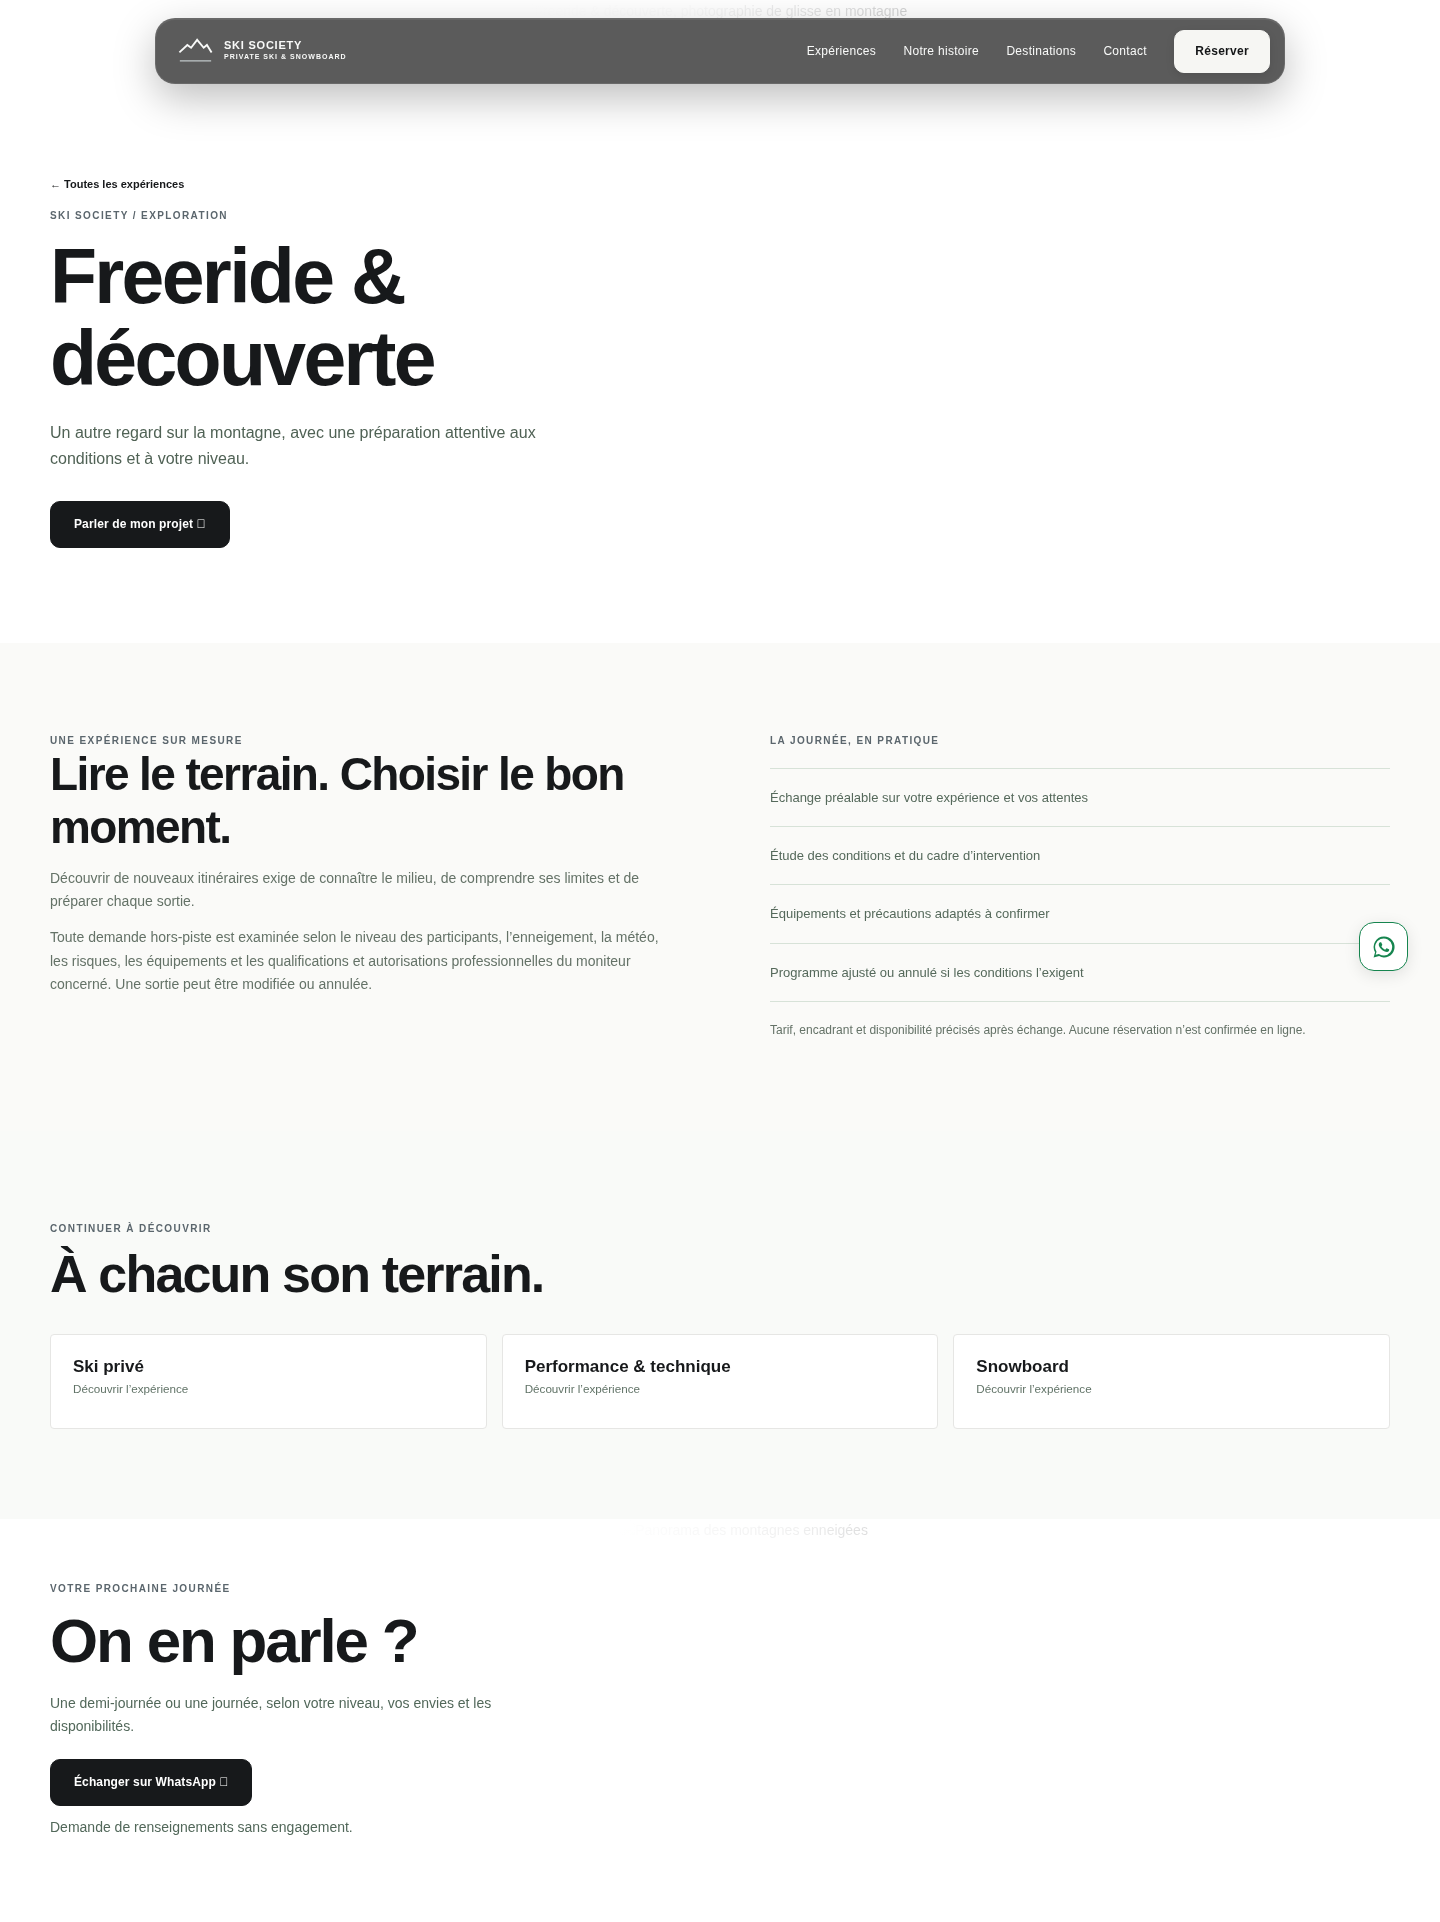 photographie de glisse en montagne
SKI SOCIETY
PRIVATE SKI & SNOWBOARD
Expériences
Notre histoire
Destinations
Contact
Réserver
← Toutes les expériences
SKI SOCIETY / EXPLORATION
Freeride &
découverte
Un autre regard sur la montagne, avec une préparation attentive aux
conditions et à votre niveau.
Parler de mon projet
UNE EXPÉRIENCE SUR MESURE
Lire le terrain. Choisir le bon
moment.
Découvrir de nouveaux itinéraires exige de connaître le milieu, de comprendre ses limites et de
préparer chaque sortie.
Toute demande hors-piste est examinée selon le niveau des participants, l’enneigement, la météo,
les risques, les équipements et les qualifications et autorisations professionnelles du moniteur
concerné. Une sortie peut être modifiée ou annulée.
LA JOURNÉE, EN PRATIQUE
Échange préalable sur votre expérience et vos attentes
Étude des conditions et du cadre d’intervention
Équipements et précautions adaptés à confirmer
Programme ajusté ou annulé si les conditions l’exigent
Tarif, encadrant et disponibilité précisés après échange. Aucune réservation n’est confirmée en ligne.
CONTINUER À DÉCOUVRIR
À chacun son terrain.
Ski privé
Découvrir l’expérience
Performance & technique
Découvrir l’expérience
Snowboard
Découvrir l’expérience
des montagnes enneigées
VOTRE PROCHAINE JOURNÉE
On en parle ?
Une demi-journée ou une journée, selon votre niveau, vos envies et les
disponibilités.
Échanger sur WhatsApp
Demande de renseignements sans engagement.